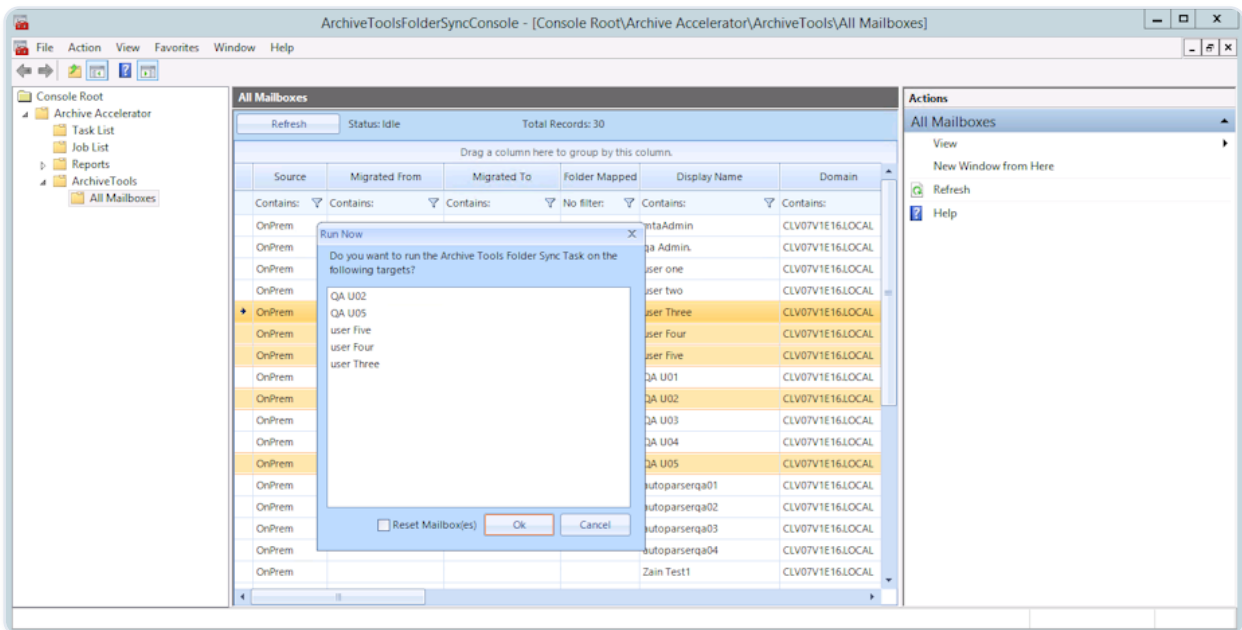 ArchiveToolsFolderSyncConsole - [Console Root\Archive Accelerator\ArchiveTools\All Mailboxes]
File Action View Favorites Window Help
Console Root
Archive Accelerator
Task List
Job List
Reports
ArchiveTools
All Mailboxes
All Mailboxes
Refresh Status: Idle Total Records: 30
Drag a column here to group by this column.
Source Migrated From Migrated To Folder Mapped Display Name Domain
Contains: Contains: Contains: No filter: Contains: Contains:
OnPrem mtaAdmin CLV07V1E16.LOCAL
OnPrem qa Admin. CLV07V1E16.LOCAL
OnPrem user one CLV07V1E16.LOCAL
OnPrem user two CLV07V1E16.LOCAL
OnPrem user Three CLV07V1E16.LOCAL
OnPrem user Four CLV07V1E16.LOCAL
OnPrem user Five CLV07V1E16.LOCAL
OnPrem QA U01 CLV07V1E16.LOCAL
OnPrem QA U02 CLV07V1E16.LOCAL
OnPrem QA U03 CLV07V1E16.LOCAL
OnPrem QA U04 CLV07V1E16.LOCAL
OnPrem QA U05 CLV07V1E16.LOCAL
OnPrem autoparserqa01 CLV07V1E16.LOCAL
OnPrem autoparserqa02 CLV07V1E16.LOCAL
OnPrem autoparserqa03 CLV07V1E16.LOCAL
OnPrem autoparserqa04 CLV07V1E16.LOCAL
OnPrem Zain Test1 CLV07V1E16.LOCAL
Run Now
Do you want to run the Archive Tools Folder Sync Task on the
following targets?
QA U02
QA U05
user Five
user Four
user Three
Reset Mailbox(es) Ok Cancel
Actions
All Mailboxes
View
New Window from Here
Refresh
Help